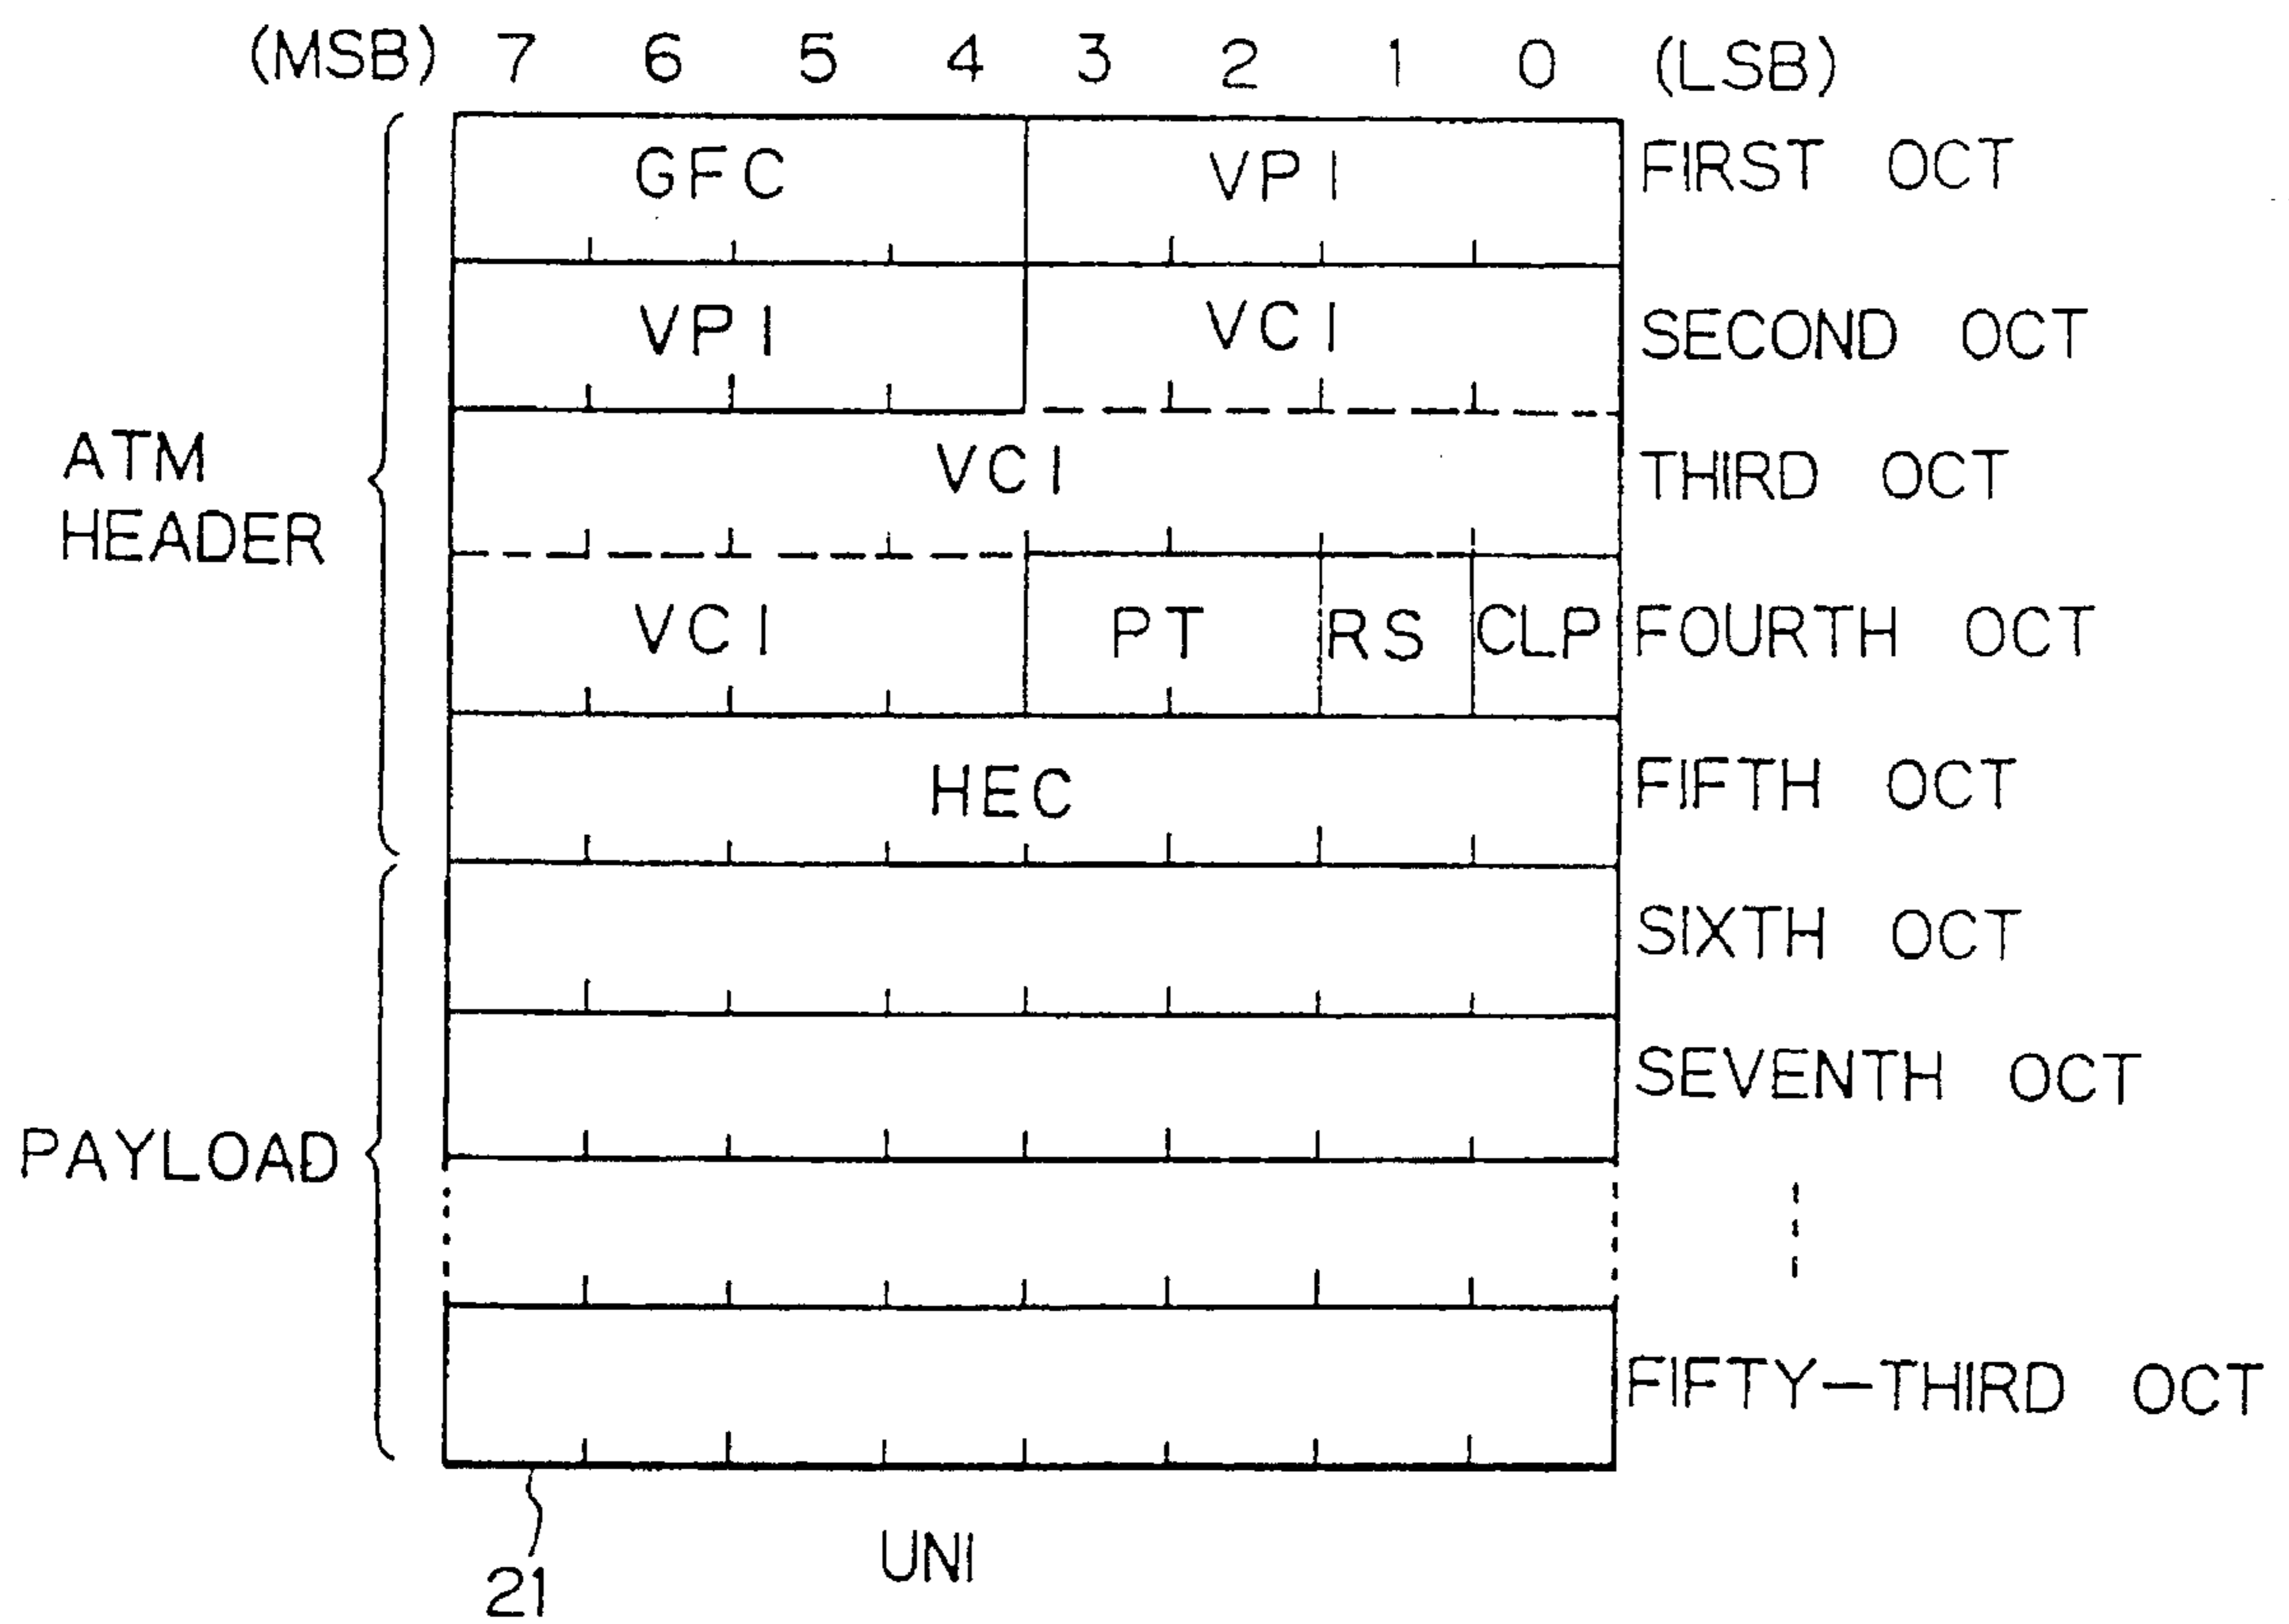 (MSB) 7 6 5 4 3 2 1 0 (LSB)
GFC VPI FIRST OCT
VPI VCI SECOND OCT
VCI THIRD OCT
ATM
HEADER
VCI PT RS CLP FOURTH OCT
HEC FIFTH OCT
SIXTH OCT
SEVENTH OCT
PAYLOAD
FIFTY-THIRD OCT
21
UNI